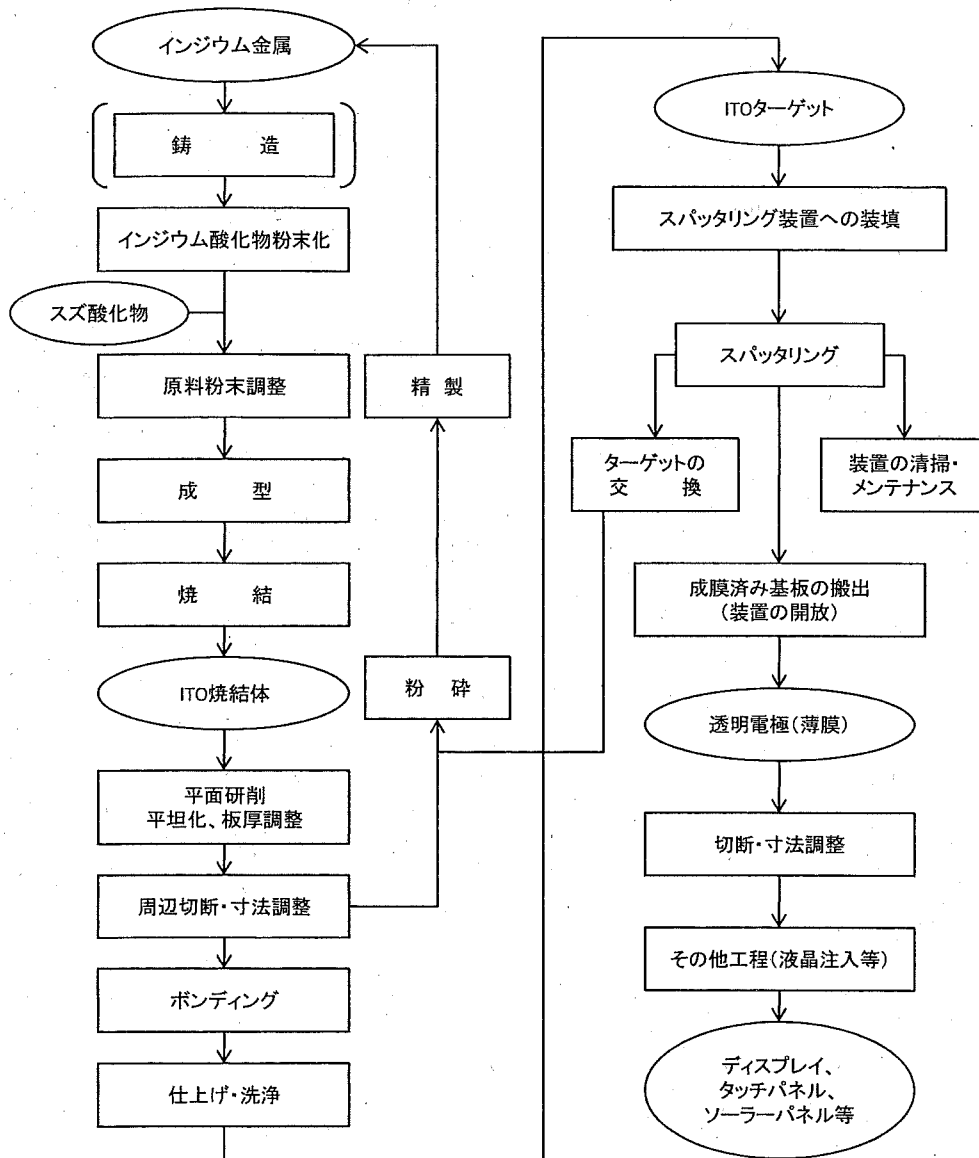 インジウム金属
鋳　　造
インジウム酸化物粉末化
スズ酸化物
原料粉末調整
成　　型
焼　　結
ITO焼結体
平面研削
平坦化、板厚調整
周辺切断・寸法調整
ボンディング
仕上げ・洗浄
精 製
粉 砕
ITOターゲット
スパッタリング装置への装填
スパッタリング
ターゲットの
交　　換
装置の清掃・
メンテナンス
成膜済み基板の搬出
(装置の開放)
透明電極(薄膜)
切断・寸法調整
その他工程(液晶注入等)
ディスプレイ、
タッチパネル、
ソーラーパネル等